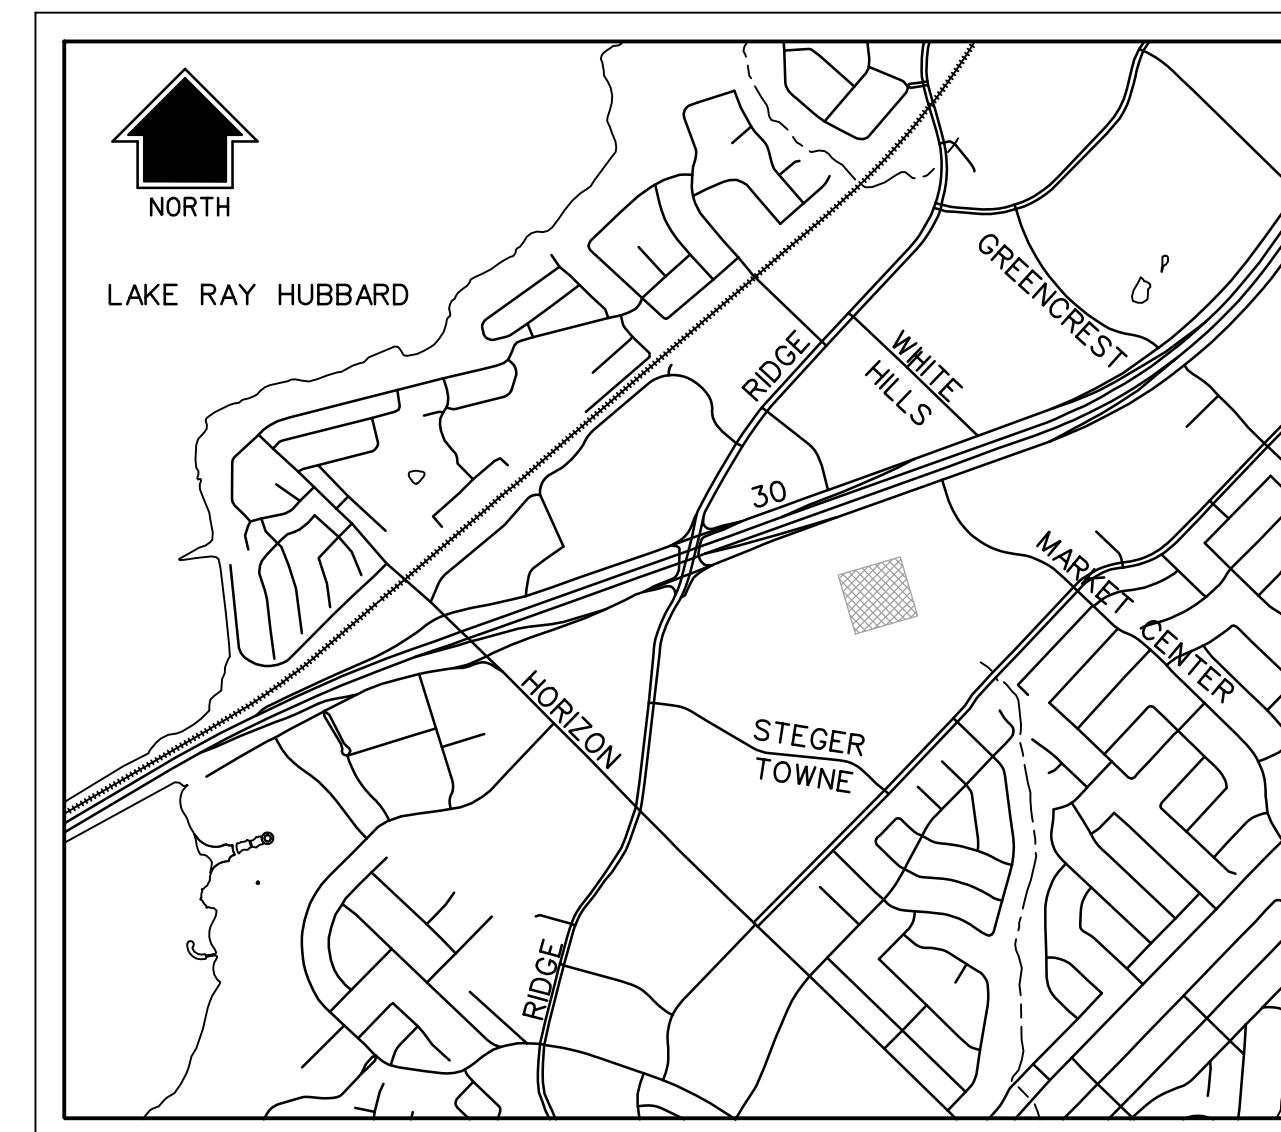 NORTH
LAKE RAY HUBBARD
GREENCREST
RIDGE
WHITE
HILLS
30
MARKET
CENTER
HORIZON
STEGER
TOWNE
RIDGE